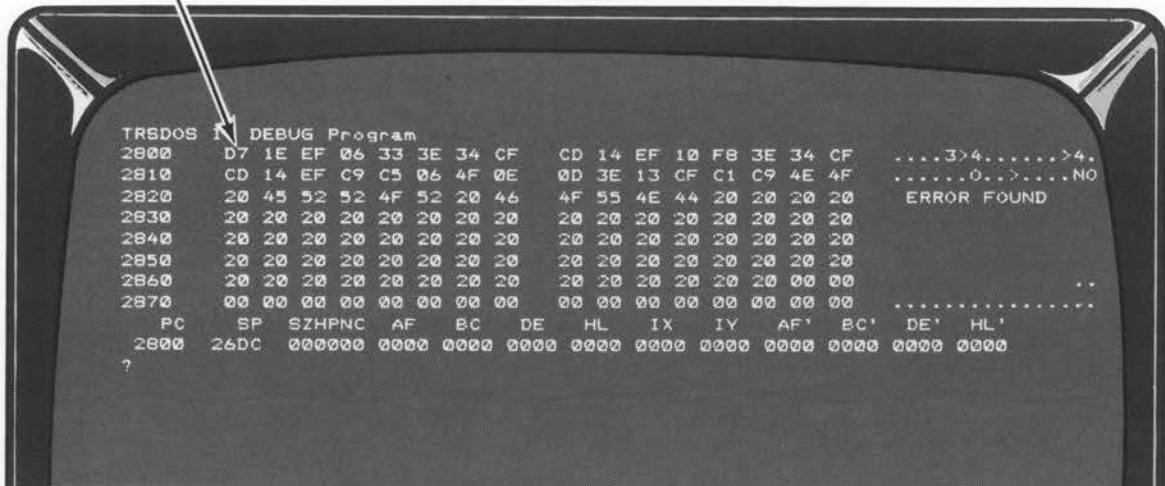 TRSDOS I DEBUG Program
2800 D7 1E EF 06 33 3E 34 CF CD 14 EF 10 FB 3E 34 CF ....3>4......>4.
2810 CD 14 EF C9 C5 06 4F 0E 0D 3E 13 CF C1 C9 4E 4F ......O..>....NO
2820 20 45 52 52 4F 52 20 46 4F 55 4E 44 20 20 20 20 ERROR FOUND
2830 20 20 20 20 20 20 20 20 20 20 20 20 20 20 20 20
2840 20 20 20 20 20 20 20 20 20 20 20 20 20 20 20 20
2850 20 20 20 20 20 20 20 20 20 20 20 20 20 20 20 20
2860 20 20 20 20 20 20 20 20 20 20 20 20 20 20 00 00 ..
2870 00 00 00 00 00 00 00 00 00 00 00 00 00 00 00 00 ................
PC SP SZHPNC AF BC DE HL IX IY AF' BC' DE' HL'
2800 26DC 000000 0000 0000 0000 0000 0000 0000 0000 0000 0000 0000
?